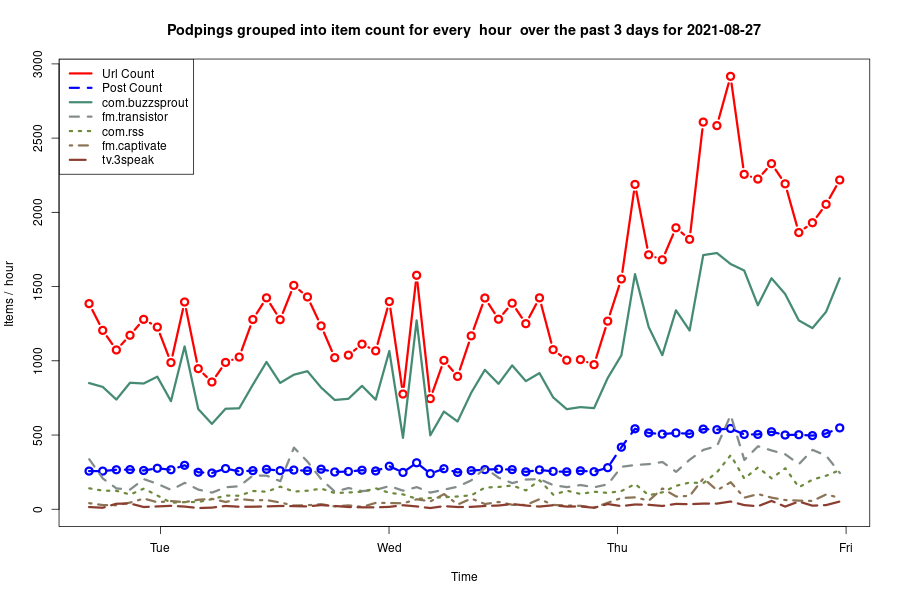 Podpings grouped into item count for every  hour  over the past 3 days for 2021-08-27
Url Count
Post Count
com.buzzsprout
fm.transistor
com.rss
fm.captivate
tv.3speak
Items /  hour
3000
2500
2000
1500
1000
500
0
Tue
Wed
Thu
Fri
Time